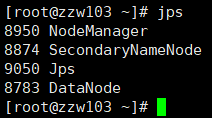 [root@zzw103 ~]# jps
8950 NodeManager
8874 SecondaryNameNode
9050 Jps
8783 DataNode
[root@zzw103 ~]#